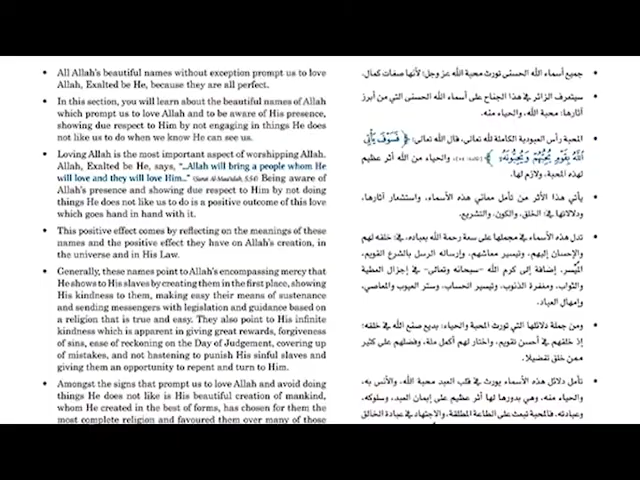 • All Allah's beautiful names without exception prompt us to love
Allah, Exalted be He, because they are all perfect.
• In this section, you will learn about the beautiful names of Allah
which prompt us to love Allah and to be aware of His presence,
showing due respect to Him by not engaging in things He does
not like us to do when we know He can see us.
• Loving Allah is the most important aspect of worshipping Allah.
Allah, Exalted be He, says, "...Allah will bring a people whom He
will love and they will love Him..." (Surat Al-Maa'idah, 5:54) Being aware of
Allah's presence and showing due respect to Him by not doing
things He does not like us to do is a positive outcome of this love
which goes hand in hand with it.
• This positive effect comes by reflecting on the meanings of these
names and the positive effect they have on Allah's creation, in
the universe and in His Law.
• Generally, these names point to Allah's encompassing mercy that
He shows to His slaves by creating them in the first place, showing
His kindness to them, making easy their means of sustenance
and sending messengers with legislation and guidance based on
a religion that is true and easy. They also point to His infinite
kindness which is apparent in giving great rewards, forgiveness
of sins, ease of reckoning on the Day of Judgement, covering up
of mistakes, and not hastening to punish His sinful slaves and
giving them an opportunity to repent and turn to Him.
• Amongst the signs that prompt us to love Allah and avoid doing
things He does not like is His beautiful creation of mankind,
whom He created in the best of forms, has chosen for them the
most complete religion and favoured them over many of those
• جميع أسماء الله الحسنى تورث محبة الله عز وجل؛ لأنها صفات كمال.
• سيتعرف الزائر في هذا الجناح على أسماء الله الحسنى التي من أبرز
آثارها: محبة الله، والحياء منه.
• المحبة رأس العبودية الكاملة لله تعالى، قال الله تعالى: ﴿ فَسَوْفَ يَأْتِي
اللَّهُ بِقَوْمٍ يُحِبُّهُمْ وَيُحِبُّونَهُ ﴾ والحياء من الله أثر عظيم
لهذه المحبة، ولازم لها.
• يأتي هذا الأثر من تأمل معاني هذه الأسماء، واستشعار آثارها،
ودلالاتها في: الخلق، والكون، والتشريع.
• تدل هذه الأسماء في مجملها على سعة رحمة الله بعباده، في: خلقه لهم
والإحسان إليهم، وتيسير معاشهم، وإرساله الرسل بالشرع القويم،
الميسر. إضافة إلى كرم الله -سبحانه وتعالى- في إجزال العطية
والثواب، ومغفرة الذنوب، وتيسير الحساب، وستر العيوب والمعاصي،
وإمهال العباد.
• ومن جملة دلائلها التي تورث المحبة والحياء: بديع صنع الله في خلقه؛
إذ خلقهم في أحسن تقويم، واختار لهم أكمل ملة، وفضلهم على كثير
ممن خلق تفضيلا.
• تأمل دلائل هذه الأسماء يورث في قلب العبد محبة الله، والأنس به،
والحياء منه، وهي بدورها لها أثر عظيم على إيمان العبد، وسلوكه،
وعبادته. فالمحبة تبعث على الطاعة المطلقة، والاجتهاد في عبادة الخالق